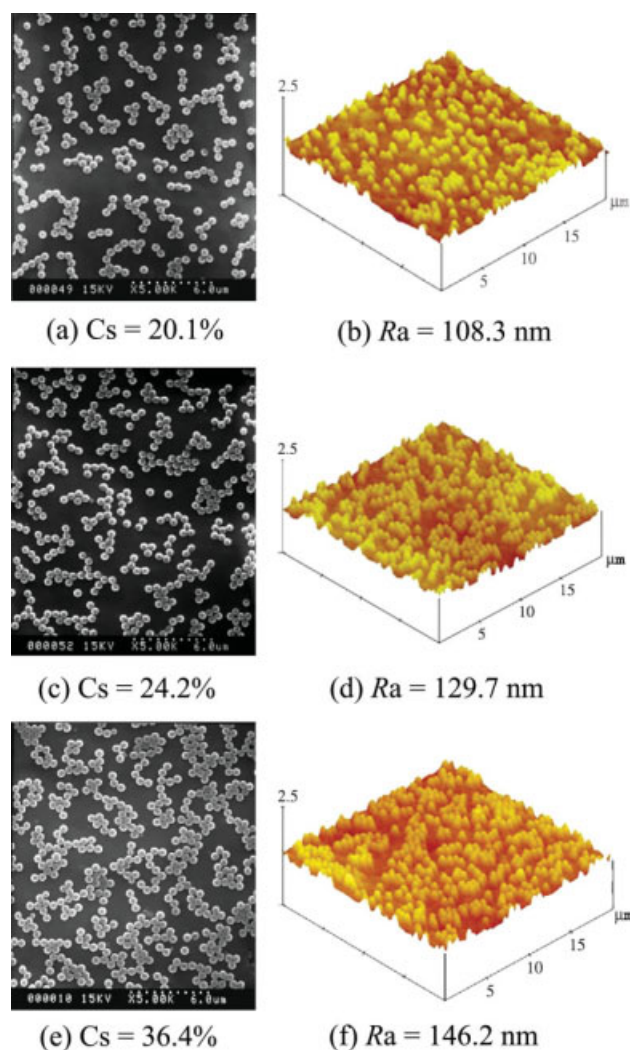 2.5
μm
5
10
15
000049 15KV X5.00K 6.0um
(a) Cs = 20.1%
(b) Ra = 108.3 nm
2.5
μm
5
10
15
000052 15KV X5.00K 6.0um
(c) Cs = 24.2%
(d) Ra = 129.7 nm
2.5
μm
5
10
15
000010 15KV X5.00K 6.0um
(e) Cs = 36.4%
(f) Ra = 146.2 nm